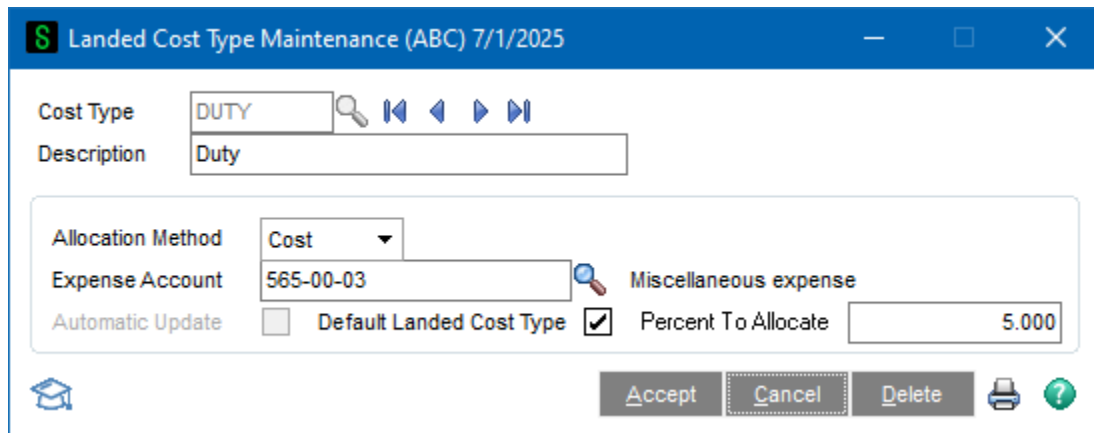 S Landed Cost Type Maintenance (ABC) 7/1/2025
Cost Type DUTY
Description Duty
Allocation Method Cost
Expense Account 565-00-03 Miscellaneous expense
Automatic Update Default Landed Cost Type Percent To Allocate 5.000
Accept Cancel Delete ?